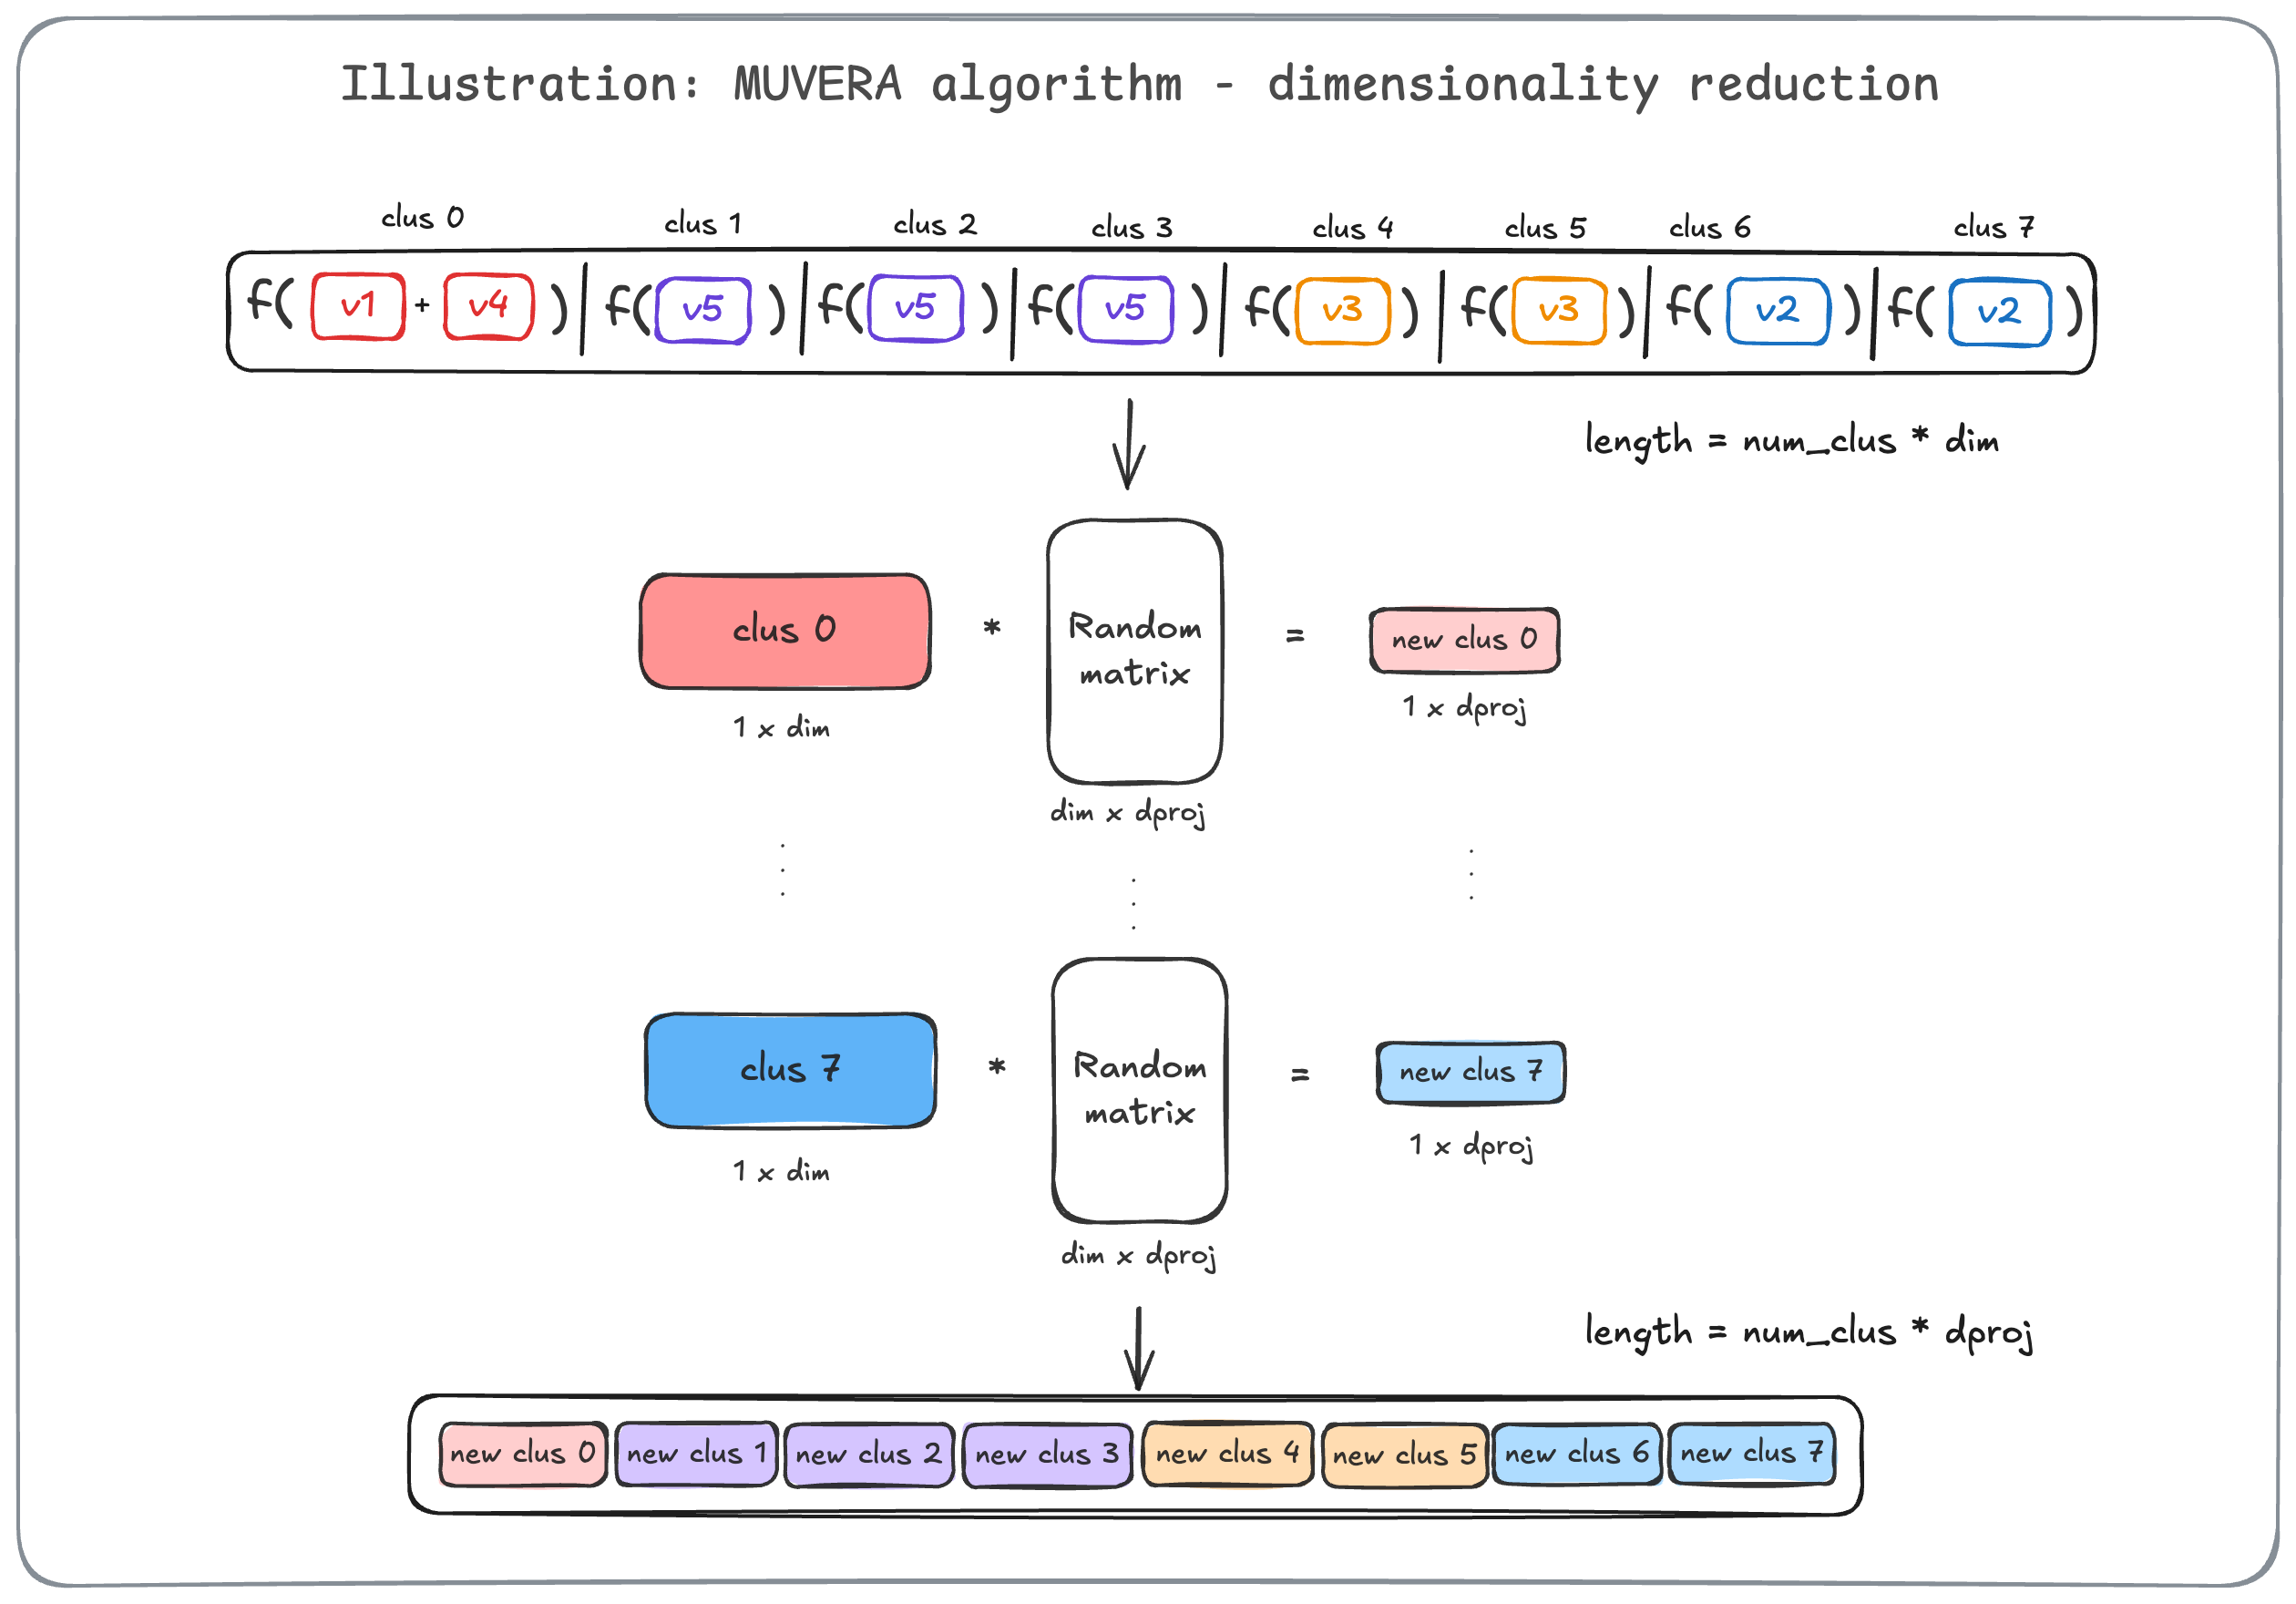 Illustration: MUVERA algorithm - dimensionality reduction
clus 0 clus 1 clus 2 clus 3 clus 4 clus 5 clus 6 clus 7
f( v1 + v4 ) | f( v5 ) | f( v5 ) | f( v5 ) | f( v3 ) | f( v3 ) | f( v2 ) | f( v2 )
length = num_clus * dim
clus 0 * Random matrix = new clus 0
1 x dim
dim x dproj
1 x dproj
clus 7 * Random matrix = new clus 7
1 x dim
dim x dproj
1 x dproj
length = num_clus * dproj
new clus 0 new clus 1 new clus 2 new clus 3 new clus 4 new clus 5 new clus 6 new clus 7